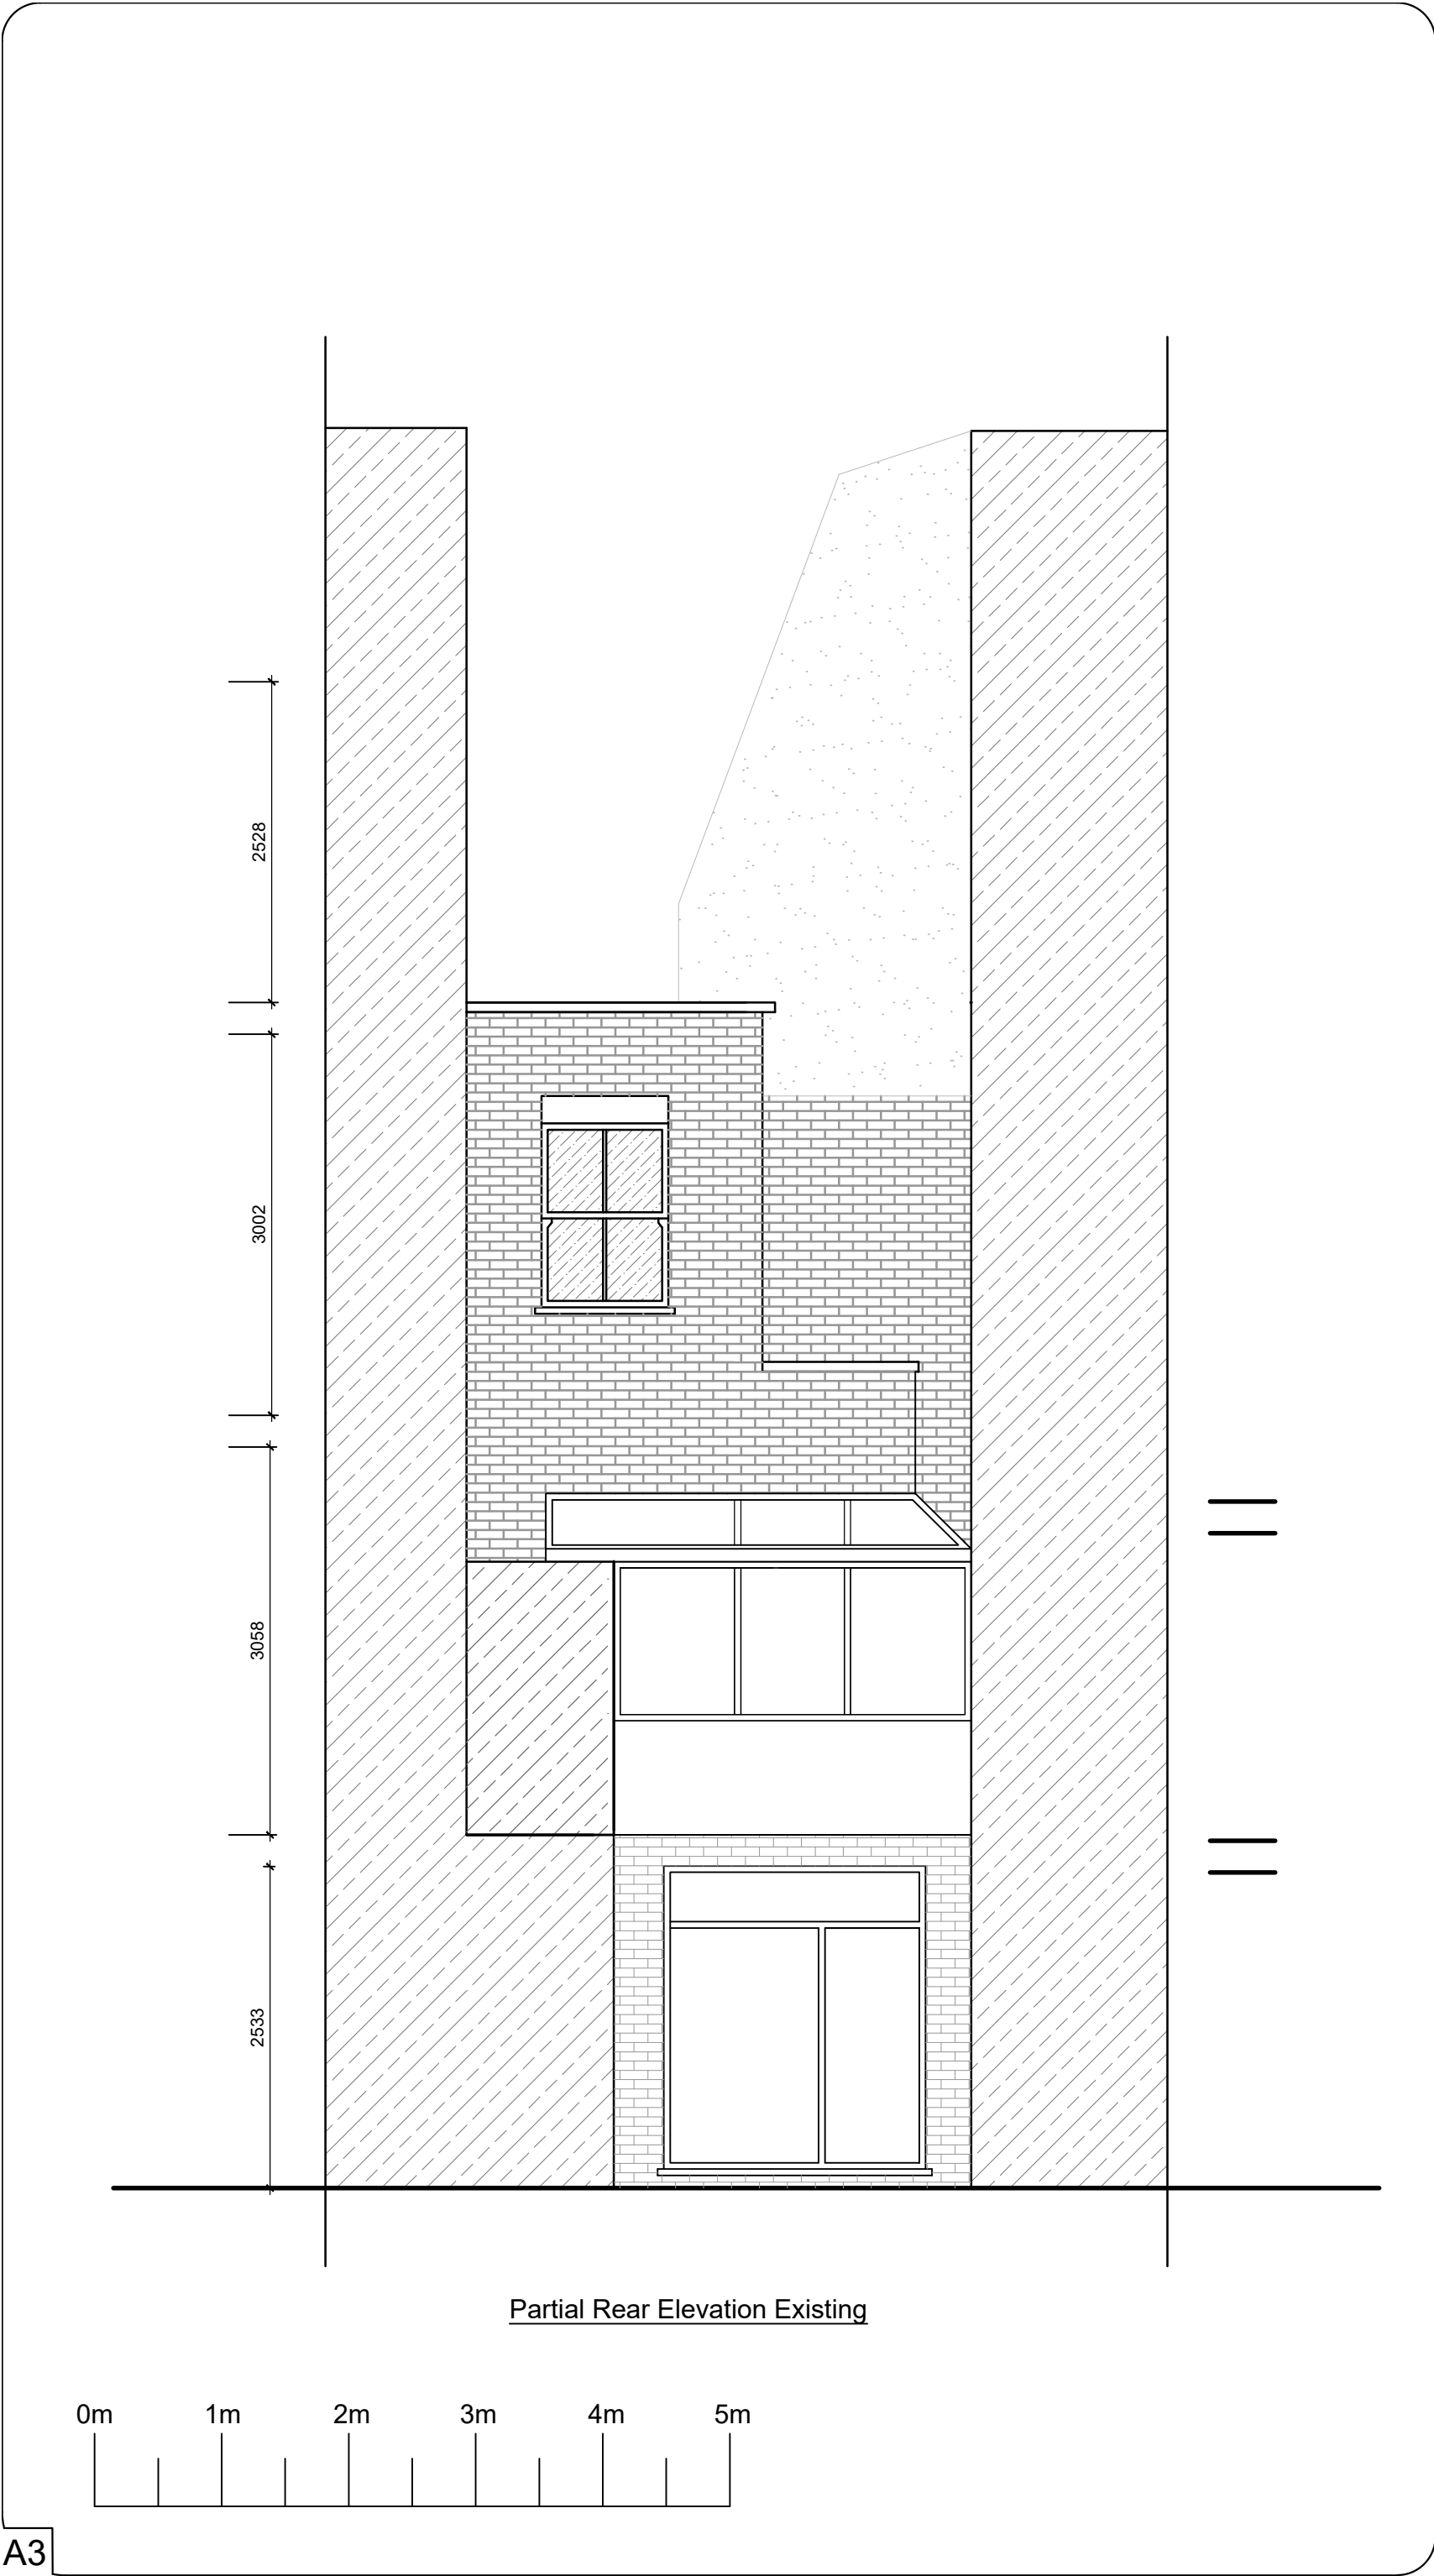 2528
3002
3058
2533
Partial Rear Elevation Existing
0m 1m 2m 3m 4m 5m
A3